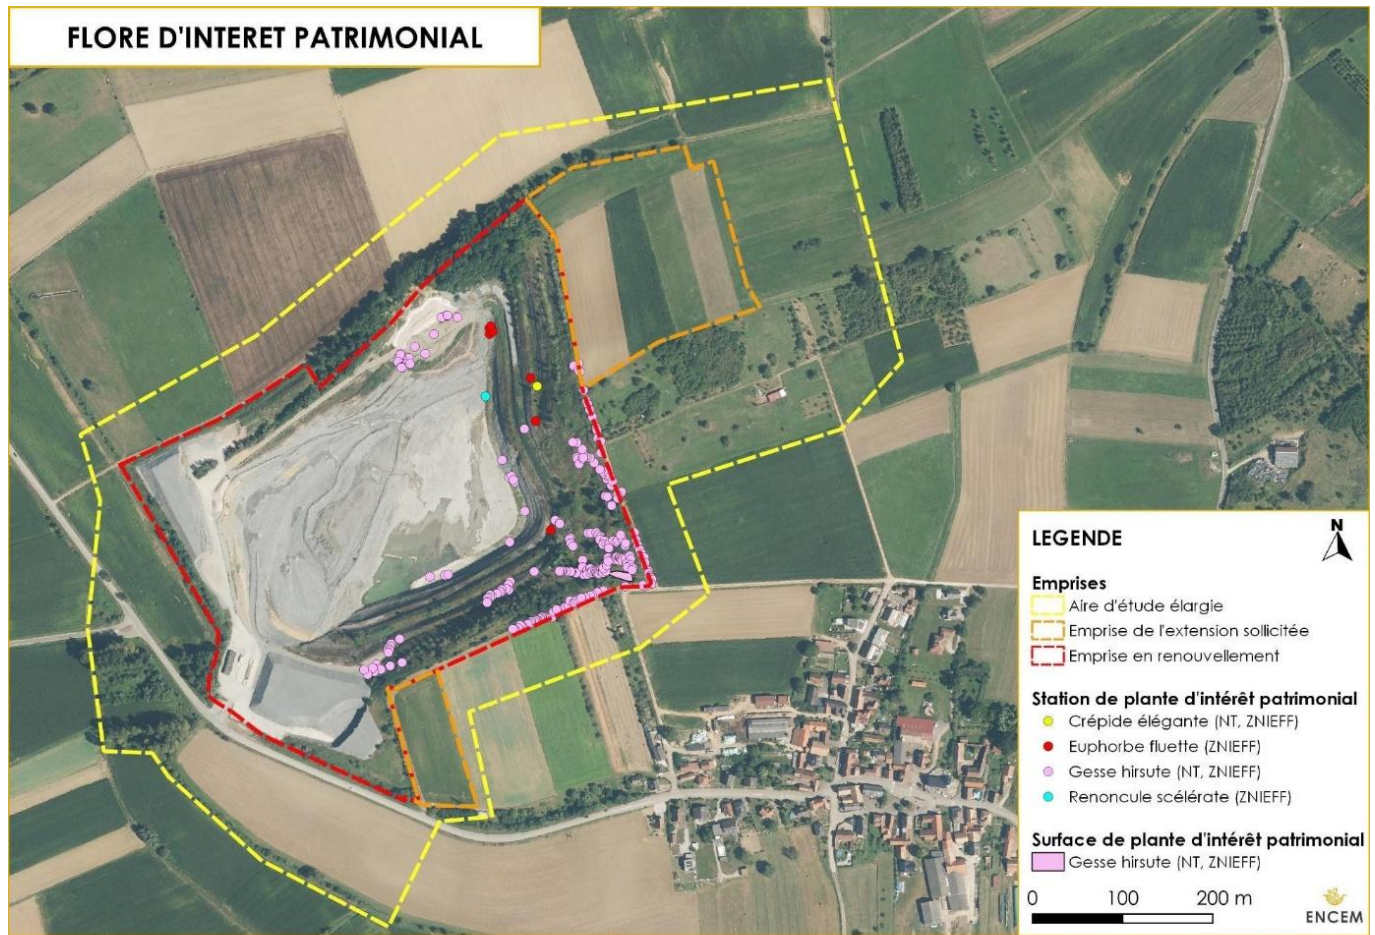 FLORE D'INTERET PATRIMONIAL
LEGENDE
N
Emprises
Aire d'étude élargie
Emprise de l'extension sollicitée
Emprise en renouvellement
Station de plante d'intérêt patrimonial
Crépide élégante (NT, ZNIEFF)
Euphorbe fluette (ZNIEFF)
Gesse hirsute (NT, ZNIEFF)
Renoncule scélérate (ZNIEFF)
Surface de plante d'intérêt patrimonial
Gesse hirsute (NT, ZNIEFF)
0 100 200 m
ENCEM